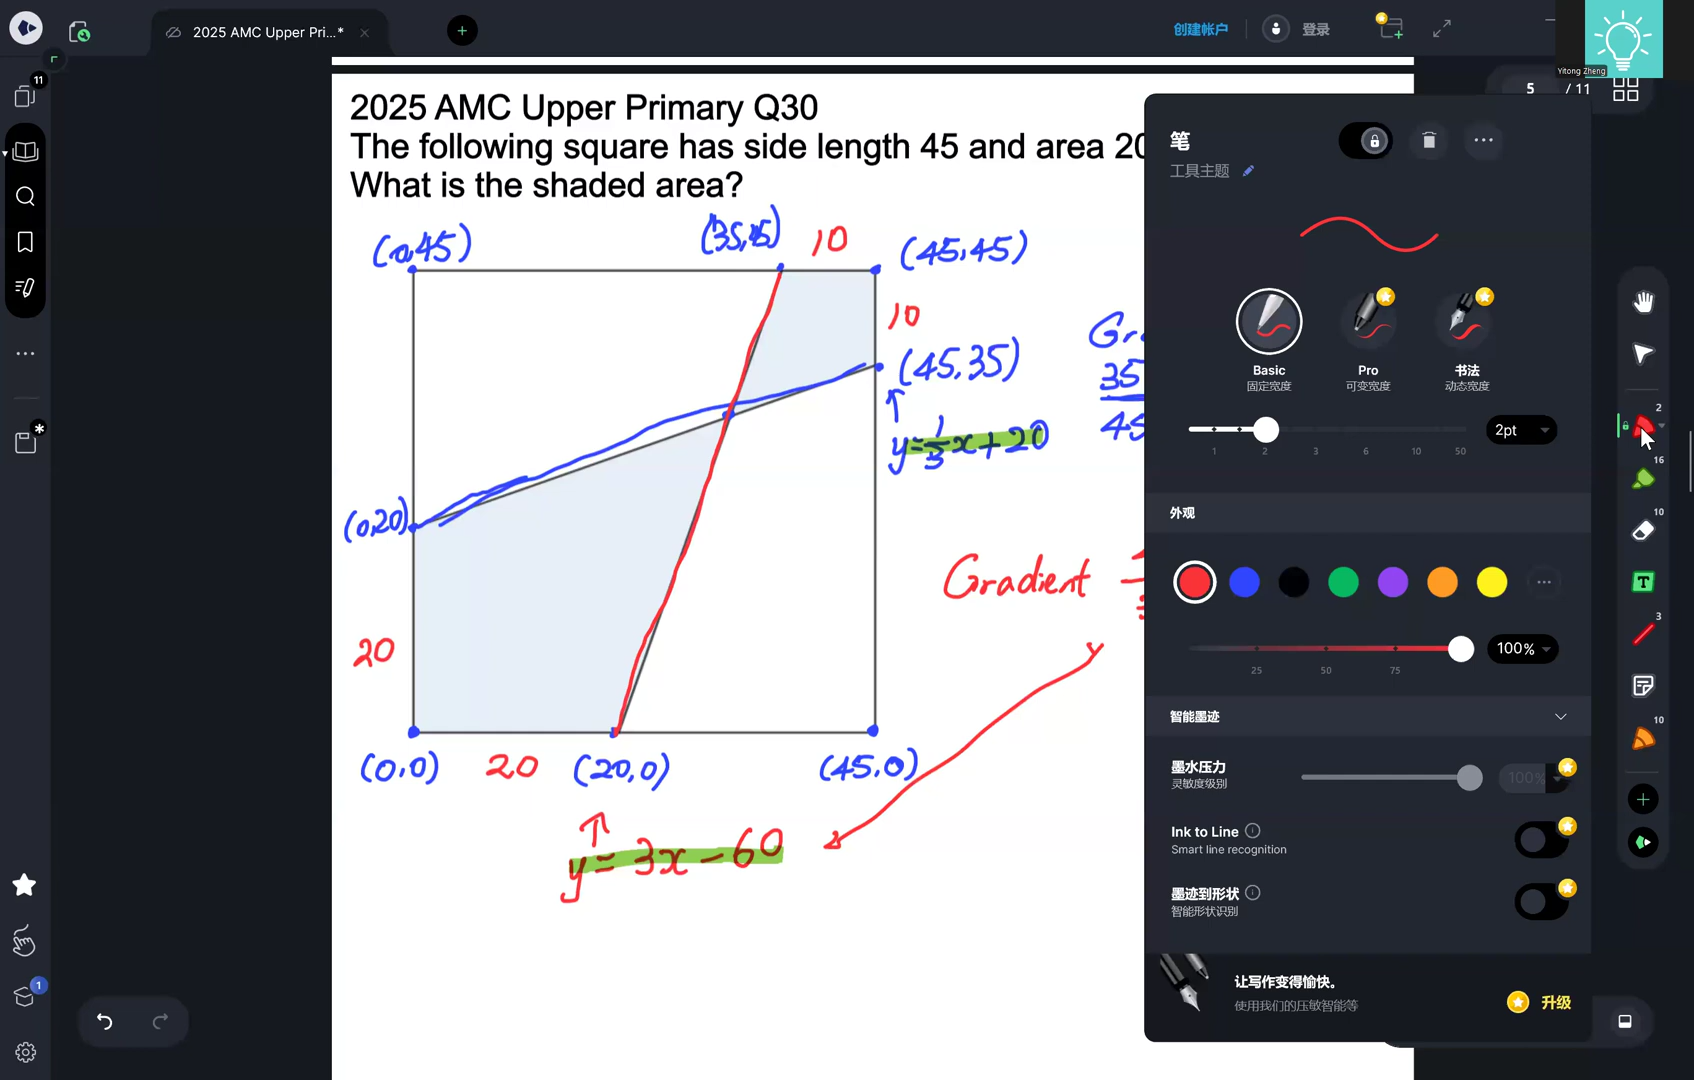 2025 AMC Upper Pri...*
创建帐户
登录
Yitong Zheng
11
5 / 11
2025 AMC Upper Primary Q30
The following square has side length 45 and area 20
What is the shaded area?
(0,45)
(35,45)
10
(45,45)
10
(45,35)
y=1/3x+20
Gr
35
45
(0,20)
20
Gradient
(0,0)
20
(20,0)
(45,0)
y=3x-60
1
笔
工具主题
Basic
固定宽度
Pro
可变宽度
书法
动态宽度
2pt
1 2 3 6 10 50
外观
100%
25 50 75
智能墨迹
墨水压力
灵敏度级别
100%
Ink to Line
Smart line recognition
墨迹到形状
智能形状识别
让写作变得愉快。
使用我们的压敏智能等
升级
2
16
10
T
3
10